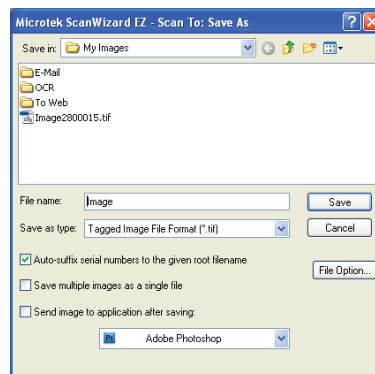 Microtek ScanWizard EZ - Scan To: Save As
Save in: My Images
E-Mail
OCR
To Web
Image2800015.tif
File name: Image Save
Save as type: Tagged Image File Format (*.tif) Cancel
Auto-suffix serial numbers to the given root filename
File Option...
Save multiple images as a single file
Send image to application after saving:
Pt Adobe Photoshop